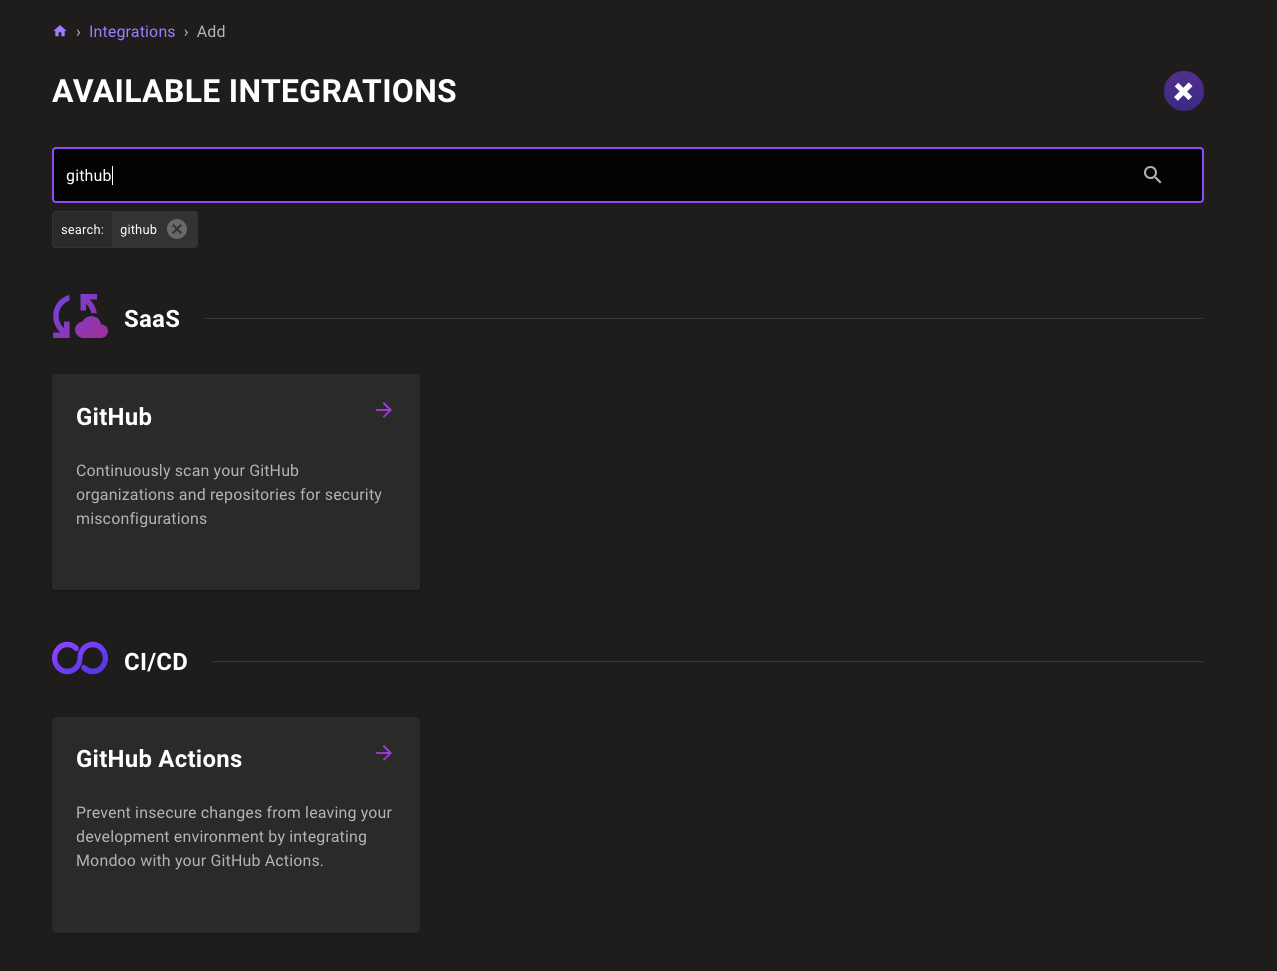 › Integrations › Add
AVAILABLE INTEGRATIONS
github
search: github
SaaS
GitHub
Continuously scan your GitHub
organizations and repositories for security
misconfigurations
CI/CD
GitHub Actions
Prevent insecure changes from leaving your
development environment by integrating
Mondoo with your GitHub Actions.